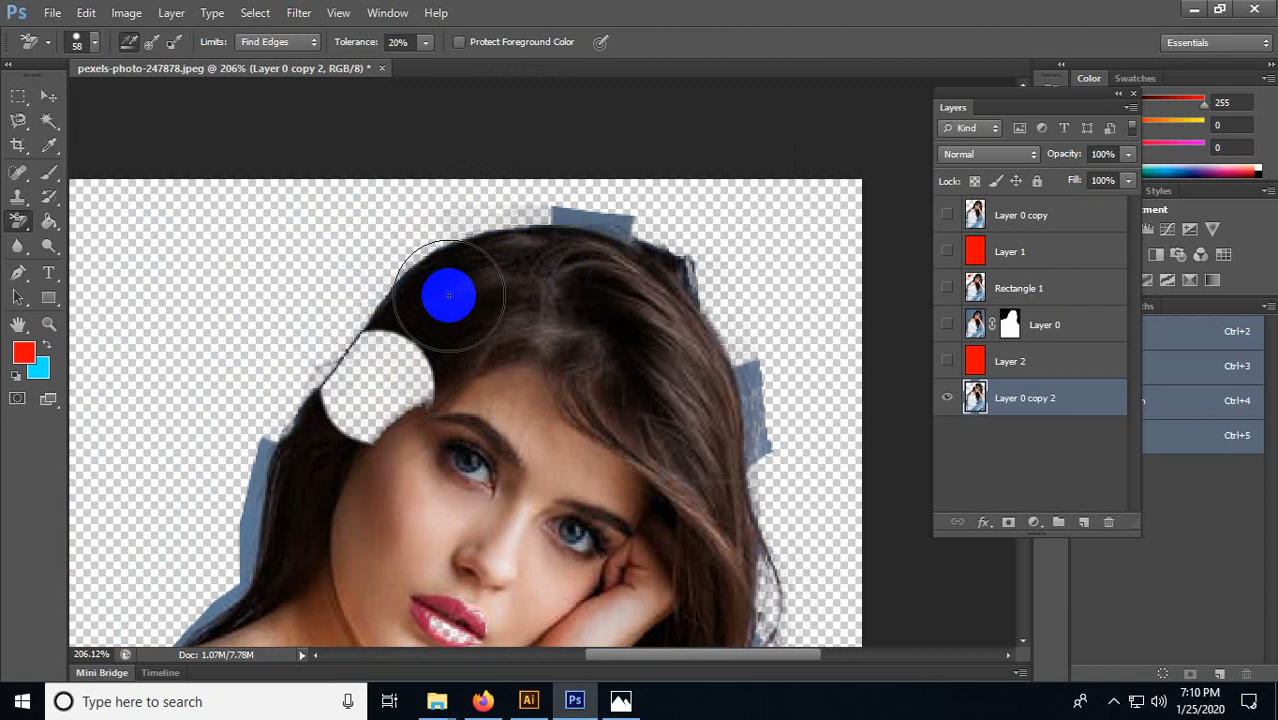 Ps File Edit Image Layer Type Select Filter View Window Help
58 Limits: Find Edges Tolerance: 20% Protect Foreground Color Essentials
pexels-photo-247878.jpeg @ 206% (Layer 0 copy 2, RGB/8) * ×
Color Swatches
255
0
0
Layers
Kind
Normal Opacity: 100%
Lock: Fill: 100%
Styles
Layer 0 copy
Layer 1
Rectangle 1
Layer 0
Layer 2
Layer 0 copy 2
Ctrl+2
Ctrl+3
Ctrl+4
Ctrl+5
206.12% Doc: 1.07M/7.78M
Mini Bridge Timeline
Type here to search
Ai Ps
7:10 PM
1/25/2020